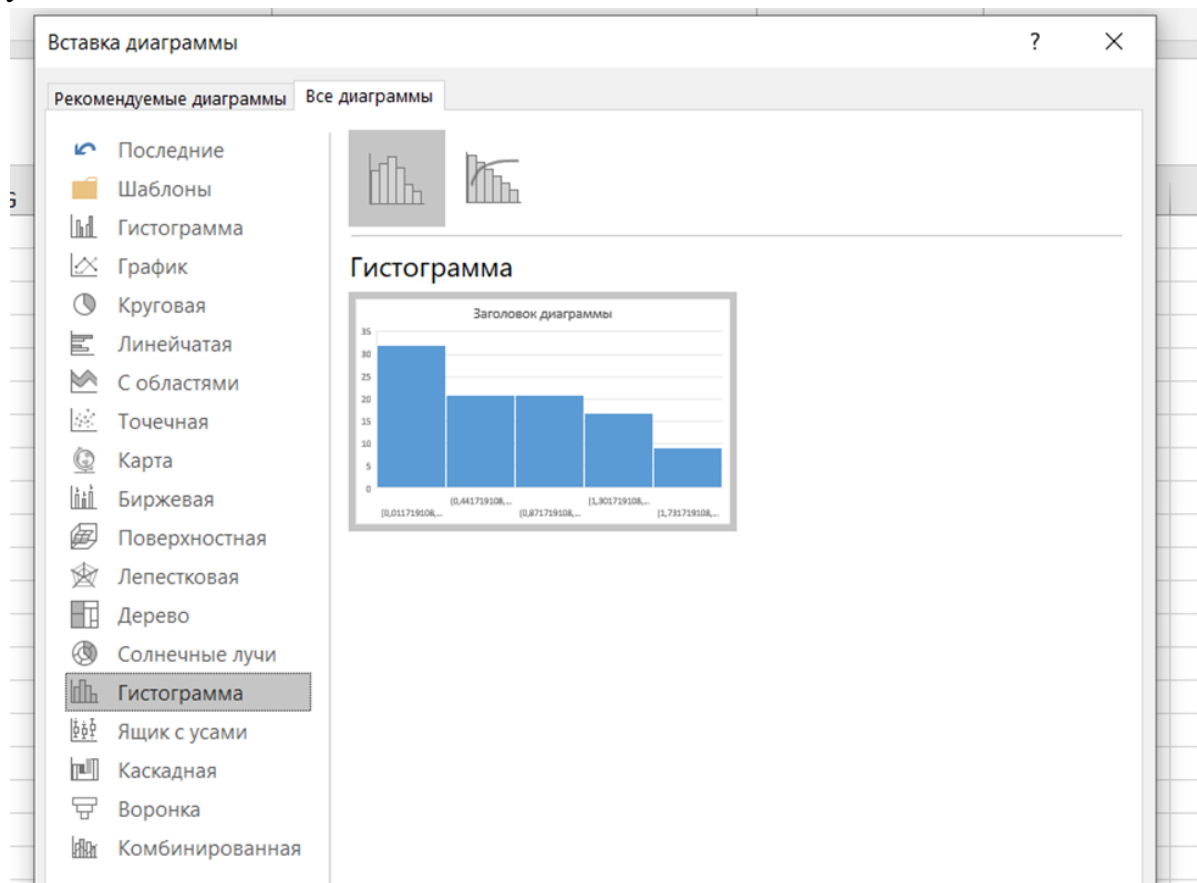 Вставка диаграммы ? ×
Рекомендуемые диаграммы Все диаграммы
Последние
Шаблоны
Гистограмма
График
Круговая
Линейчатая
С областями
Точечная
Карта
Биржевая
Поверхностная
Лепестковая
Дерево
Солнечные лучи
Гистограмма
Ящик с усами
Каскадная
Воронка
Комбинированная
Гистограмма
Заголовок диаграммы
35
30
25
20
15
10
5
0
(0,441719108,... (1,301719108,...
[0,011719108,... (0,871719108,... (1,731719108,...